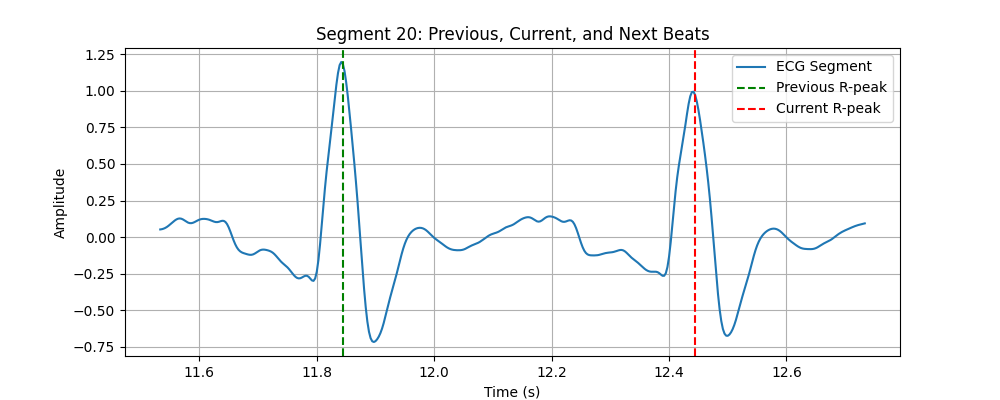 Segment 20: Previous, Current, and Next Beats
1.25
1.00
0.75
0.50
0.25
0.00
−0.25
−0.50
−0.75
Amplitude
ECG Segment
Previous R-peak
Current R-peak
11.6 11.8 12.0 12.2 12.4 12.6
Time (s)